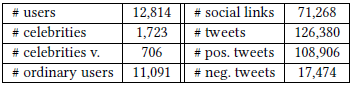 # users 12,814 # social links 71,268
# celebrities 1,723 # tweets 126,380
# celebrities v. 706 # pos. tweets 108,906
# ordinary users 11,091 # neg. tweets 17,474